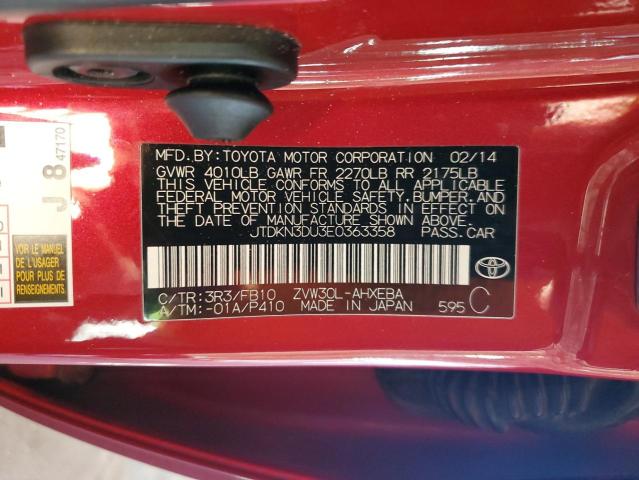 MFD.BY:TOYOTA MOTOR CORPORATION 02/14
GVWR 4010LB GAWR FR 2270LB RR 2175LB
THIS VEHICLE CONFORMS TO ALL APPLICABLE
FEDERAL MOTOR VEHICLE SAFETY,BUMPER,AND
THEFT PREVENTION STANDARDS IN EFFECT ON
THE DATE OF MANUFACTURE SHOWN ABOVE.
JTDKN3DU3E0363358 PASS.CAR
C/TR:3R3/FB10 ZVW30L-AHXEBA
A/TM:-01A/P410 MADE IN JAPAN 595 C
J 8
47170
VOIR LE MANUEL
DE L'USAGER
POUR PLUS DE